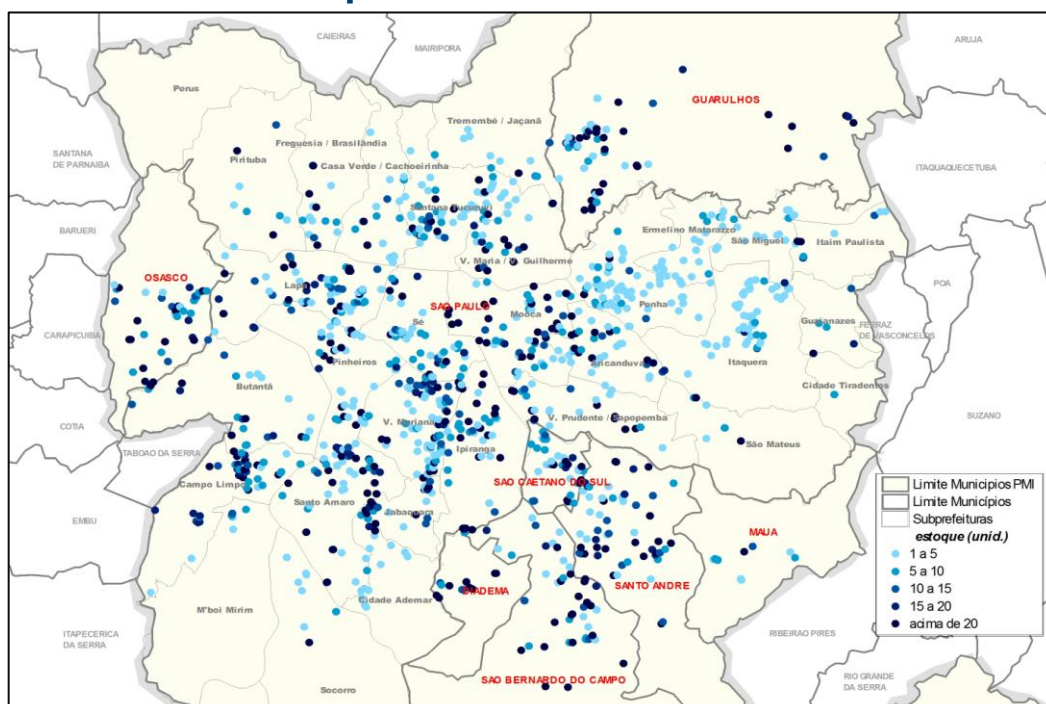 CAIEIRAS
MAIRIPORA
ARUJA
Perus
GUARULHOS
Tremembé / Jaçanã
Freguesia / Brasilândia
SANTANA
DE PARNAIBA
Pirituba
Casa Verde / Cachoeirinha
ITAQUAQUECETUBA
Santana Tucuruvi
BARUERI
Ermelino Matarazzo
São Miguel
Itaim Paulista
V. Maria / V. Guilherme
OSASCO
Lapa
POA
SAO PAULO
Penha
Mooca
Sé
Guaianazes
FERRAZ
DE VASCONCELOS
CARAPICUIBA
Pinheiros
Aricanduva
Itaquera
Butantã
Cidade Tiradentes
SUZANO
COTIA
V. Mariana
V. Prudente / Sapopemba
TABOAO DA SERRA
Ipiranga
São Mateus
Campo Limpo
SAO CAETANO DO SUL
Santo Amaro
Jabaquara
EMBU
MAUA
DIADEMA
SANTO ANDRE
Cidade Ademar
M'boi Mirim
ITAPECERICA
DA SERRA
RIBEIRAO PIRES
SAO BERNARDO DO CAMPO
RIO GRANDE
DA SERRA
Socorro
Limite Municipios PMI
Limite Municípios
Subprefeituras
estoque (unid.)
1 a 5
5 a 10
10 a 15
15 a 20
acima de 20